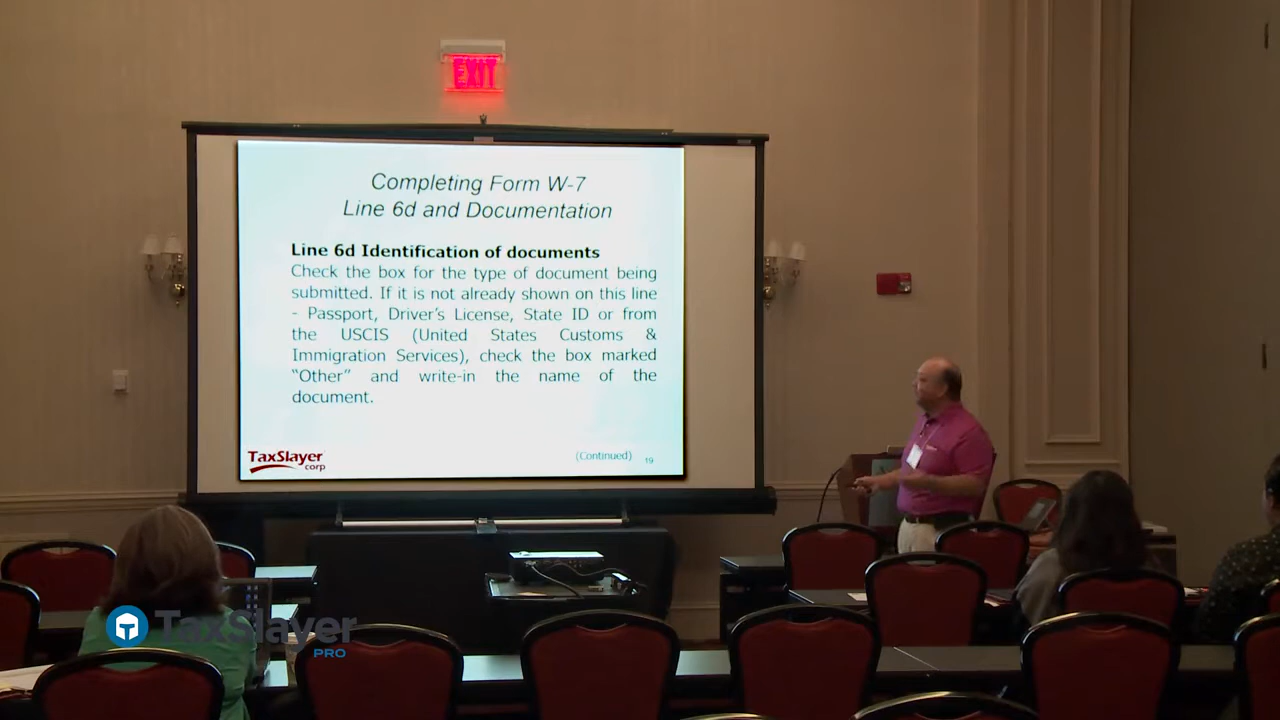 EXIT
Completing Form W-7
Line 6d and Documentation
Line 6d Identification of documents
Check the box for the type of document being
submitted. If it is not already shown on this line
- Passport, Driver's License, State ID or from
the USCIS (United States Customs &
Immigration Services), check the box marked
"Other" and write-in the name of the
document.
TaxSlayer
corp
(Continued)
19
TaxSlayer
PRO